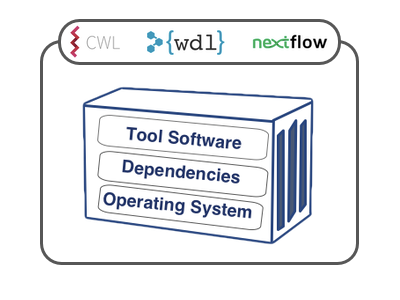 CWL {wdl} nextflow
Tool Software
Dependencies
Operating System